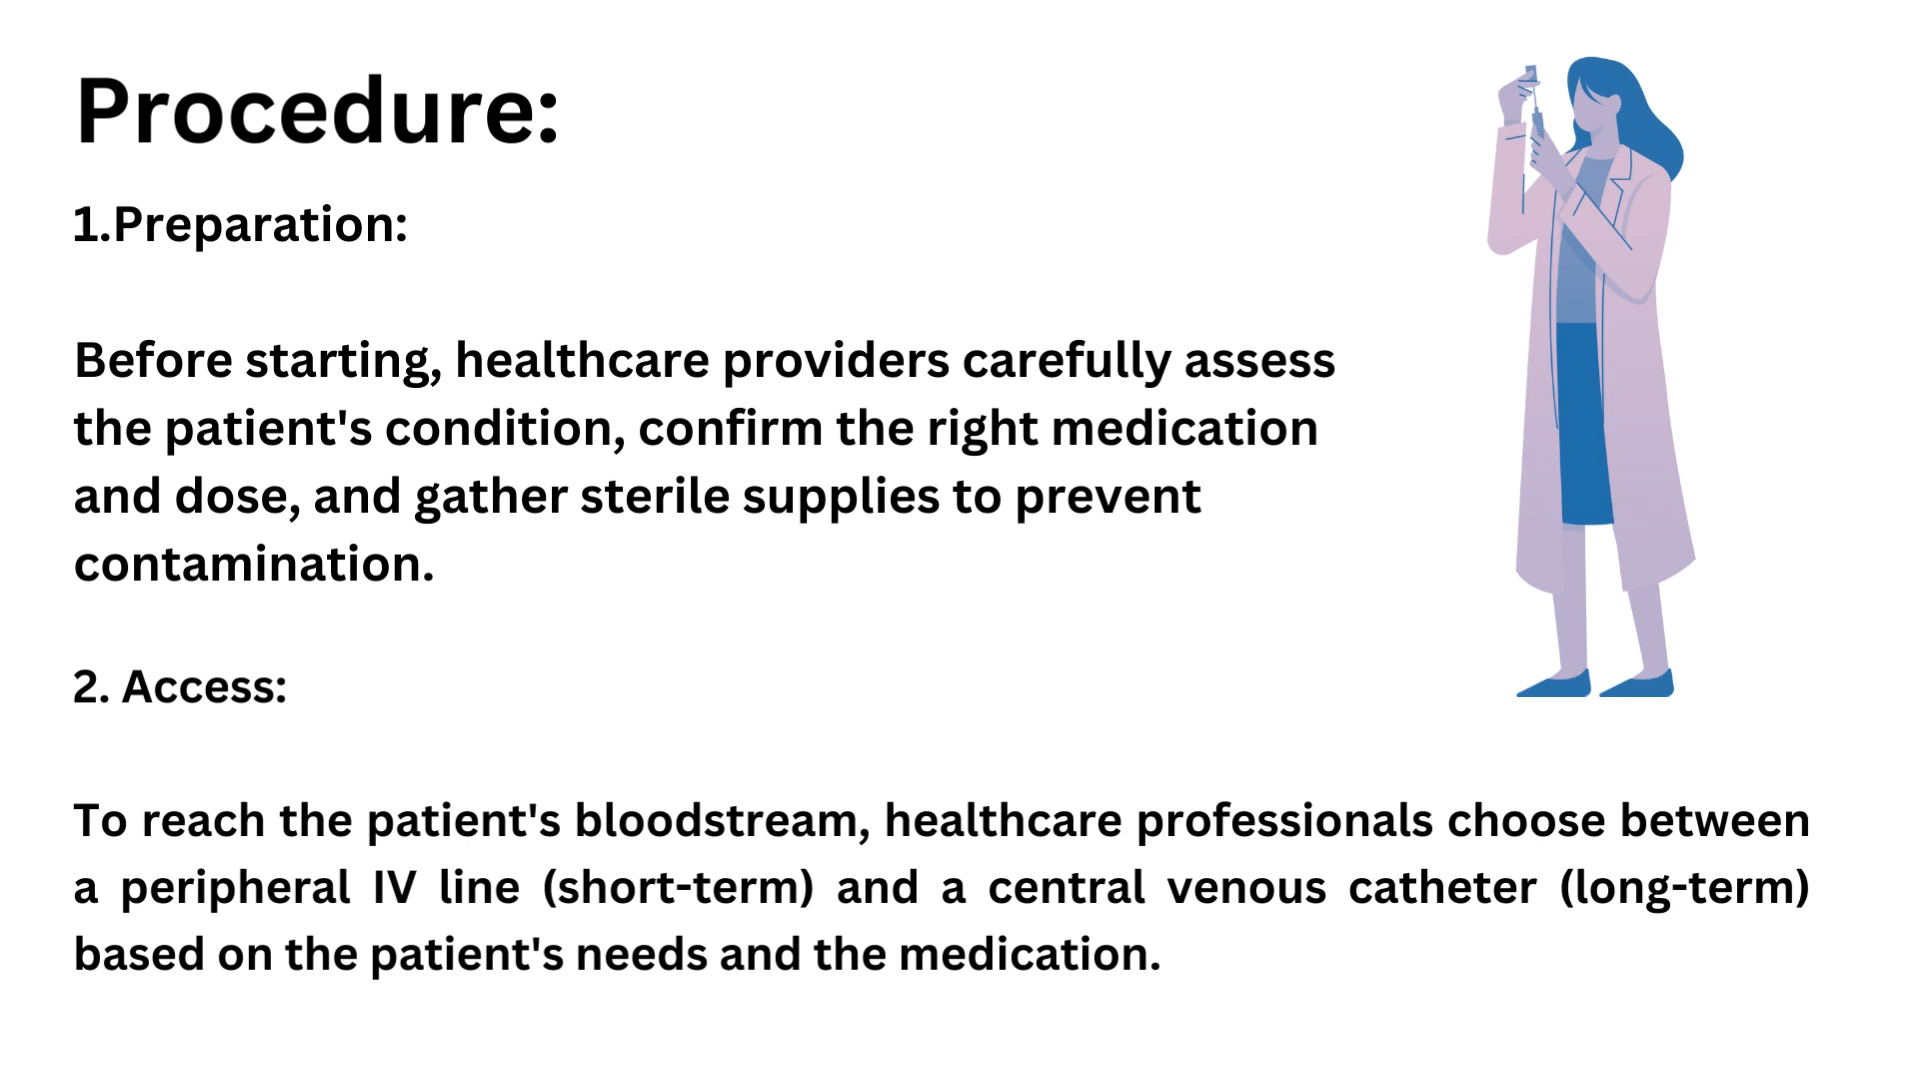 Procedure:
1.Preparation:
Before starting, healthcare providers carefully assess
the patient's condition, confirm the right medication
and dose, and gather sterile supplies to prevent
contamination.
2. Access:
To reach the patient's bloodstream, healthcare professionals choose between
a peripheral IV line (short-term) and a central venous catheter (long-term)
based on the patient's needs and the medication.